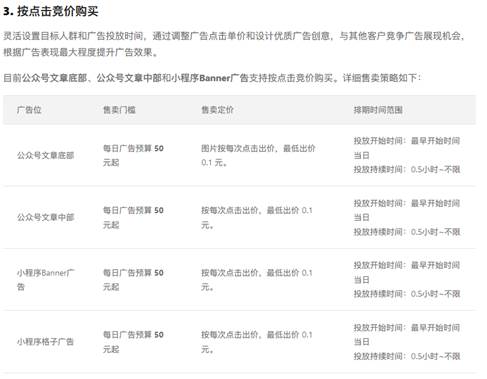 3. 按点击竞价购买
灵活设置目标人群和广告投放时间，通过调整广告点击单价和设计优质广告创意，与其他客户竞争广告展现机会，
根据广告表现最大程度提升广告效果。
目前公众号文章底部、公众号文章中部和小程序Banner广告支持按点击竞价购买。详细售卖策略如下：
广告位 售卖门槛 售卖定价 排期时间范围
公众号文章底部
每日广告预算 50
元起
图片按每次点击出价，最低出价
0.1 元。
投放开始时间：最早开始时间
当日
投放持续时间：0.5小时~不限
公众号文章中部
每日广告预算 50
元起
按每次点击出价，最低出价 0.1
元。
投放开始时间：最早开始时间
当日
投放持续时间：0.5小时~不限
小程序Banner广
告
每日广告预算 50
元起
按每次点击出价，最低出价 0.1
元。
投放开始时间：最早开始时间
当日
投放持续时间：0.5小时~不限
小程序格子广告
每日广告预算 50
元起
按每次点击出价，最低出价 0.1
元。
投放开始时间：最早开始时间
当日
投放持续时间：0.5小时~不限